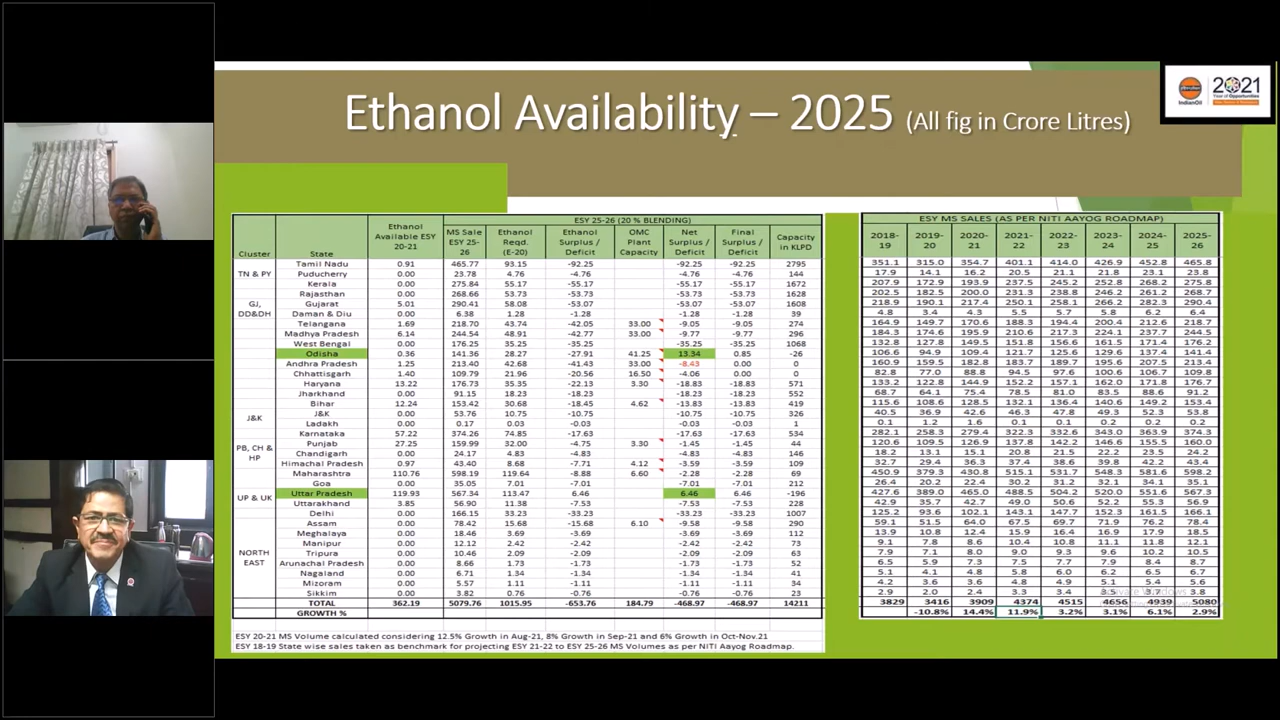 Ethanol Availability – 2025 (All fig in Crore Litres)
IndianOil
2021
Year of Opportunities
ESY 25-26 (20 % BLENDING)
Cluster State Ethanol Available ESY 20-21 MS Sale ESY 25-26 Ethanol Reqd. (E-20) Ethanol Surplus / Deficit OMC Plant Capacity Net Surplus / Deficit Final Surplus / Deficit Capacity in KLPD
Tamil Nadu 0.91 465.77 93.15 -92.25 -92.25 -92.25 2795
TN & PY Puducherry 0.00 23.78 4.76 -4.76 -4.76 -4.76 144
Kerala 0.00 275.84 55.17 -55.17 -55.17 -55.17 1672
Rajasthan 0.00 268.66 53.73 -53.73 -53.73 -53.73 1628
GJ, DD&DH Gujarat 5.01 290.41 58.08 -53.07 -53.07 -53.07 1608
Daman & Diu 0.00 6.38 1.28 -1.28 -1.28 -1.28 39
Telangana 1.69 218.70 43.74 -42.05 33.00 -9.05 -9.05 274
Madhya Pradesh 6.14 244.54 48.91 -42.77 33.00 -9.77 -9.77 296
West Bengal 0.00 176.25 35.25 -35.25 -35.25 -35.25 1068
Odisha 0.36 141.36 28.27 -27.91 41.25 13.34 0.85 -26
Andhra Pradesh 1.25 213.40 42.68 -41.43 33.00 -8.43 0.00 0
Chhattisgarh 1.40 109.79 21.96 -20.56 16.50 -4.06 0.00 0
Haryana 13.22 176.73 35.35 -22.13 3.30 -18.83 -18.83 571
Jharkhand 0.00 91.15 18.23 -18.23 -18.23 -18.23 552
Bihar 12.24 153.42 30.68 -18.45 4.62 -13.83 -13.83 419
J&K J&K 0.00 53.76 10.75 -10.75 -10.75 -10.75 326
Ladakh 0.00 0.17 0.03 -0.03 -0.03 -0.03 1
Karnataka 57.22 374.26 74.85 -17.63 -17.63 -17.63 534
PB, CH & HP Punjab 27.25 159.99 32.00 -4.75 3.30 -1.45 -1.45 44
Chandigarh 0.00 24.17 4.83 -4.83 -4.83 -4.83 146
Himachal Pradesh 0.97 43.40 8.68 -7.71 4.12 -3.59 -3.59 109
Maharashtra 110.76 598.19 119.64 -8.88 6.60 -2.28 -2.28 69
Goa 0.00 35.05 7.01 -7.01 -7.01 -7.01 212
UP & UK Uttar Pradesh 119.93 567.34 113.47 6.46 6.46 6.46 -196
Uttarakhand 3.85 56.90 11.38 -7.53 -7.53 -7.53 228
Delhi 0.00 166.15 33.23 -33.23 -33.23 -33.23 1007
Assam 0.00 78.42 15.68 -15.68 6.10 -9.58 -9.58 290
Meghalaya 0.00 18.46 3.69 -3.69 -3.69 -3.69 112
Manipur 0.00 12.12 2.42 -2.42 -2.42 -2.42 73
NORTH EAST Tripura 0.00 10.46 2.09 -2.09 -2.09 -2.09 63
Arunachal Pradesh 0.00 8.66 1.73 -1.73 -1.73 -1.73 52
Nagaland 0.00 6.71 1.34 -1.34 -1.34 -1.34 41
Mizoram 0.00 5.57 1.11 -1.11 -1.11 -1.11 34
Sikkim 0.00 3.82 0.76 -0.76 -0.76 -0.76 23
TOTAL 362.19 5079.76 1015.95 -653.76 184.79 -468.97 -468.97 14211
GROWTH %
ESY 20-21 MS Volume calculated considering 12.5% Growth in Aug-21, 8% Growth in Sep-21 and 6% Growth in Oct-Nov.21
ESY 18-19 State wise sales taken as benchmark for projecting ESY 21-22 to ESY 25-26 MS Volumes as per NITI Aayog Roadmap.
ESY MS SALES (AS PER NITI AAYOG ROADMAP)
2018-19 2019-20 2020-21 2021-22 2022-23 2023-24 2024-25 2025-26
351.1 315.0 354.7 401.1 414.0 426.9 452.8 465.8
17.9 14.1 16.2 20.5 21.1 21.8 23.1 23.8
207.9 172.9 193.9 237.5 245.2 252.8 268.2 275.8
202.5 182.5 200.0 231.3 238.8 246.2 261.2 268.7
218.9 190.1 217.4 250.1 258.1 266.2 282.3 290.4
4.8 3.4 4.3 5.5 5.7 5.8 6.2 6.4
164.9 149.7 170.6 188.3 194.4 200.4 212.6 218.7
184.3 174.6 195.9 210.6 217.3 224.1 237.7 244.5
132.8 127.8 149.5 151.8 156.6 161.5 171.4 176.2
106.6 94.9 109.4 121.7 125.6 129.6 137.4 141.4
160.9 159.5 182.8 183.7 189.7 195.6 207.5 213.4
82.8 77.0 88.8 94.5 97.6 100.6 106.7 109.8
133.2 122.8 144.9 152.2 157.1 162.0 171.8 176.7
68.7 64.1 75.4 78.5 81.0 83.5 88.6 91.2
115.6 108.6 128.5 132.1 136.4 140.6 149.2 153.4
40.5 36.9 42.6 46.3 47.8 49.3 52.3 53.8
0.1 1.2 1.6 0.1 0.2 0.2 0.2 0.2
282.1 258.3 279.4 322.3 332.6 343.0 363.9 374.3
120.6 109.5 126.9 137.8 142.2 146.6 155.5 160.0
18.2 13.1 15.1 20.8 21.5 22.2 23.5 24.2
32.7 29.4 36.3 37.4 38.6 39.8 42.2 43.4
450.9 379.3 430.8 515.1 531.7 548.3 581.6 598.2
26.4 20.2 22.4 30.2 31.2 32.1 34.1 35.1
427.6 389.0 465.0 488.5 504.2 520.0 551.6 567.3
42.9 35.7 42.7 49.0 50.6 52.2 55.3 56.9
125.2 93.6 102.1 143.1 147.7 152.3 161.5 166.1
59.1 51.5 64.0 67.5 69.7 71.9 76.2 78.4
13.9 10.8 12.4 15.9 16.4 16.9 17.9 18.5
9.1 7.8 8.6 10.4 10.8 11.1 11.8 12.1
7.9 7.1 8.0 9.0 9.3 9.6 10.2 10.5
6.5 5.9 7.3 7.5 7.7 7.9 8.4 8.7
5.1 4.1 4.8 5.8 6.0 6.2 6.5 6.7
4.2 3.6 3.6 4.8 4.9 5.1 5.4 5.6
2.9 2.0 2.4 3.3 3.4 3.5 3.7 3.8
3829 3416 3909 4374 4515 4656 4939 5080
-10.8% 14.4% 11.9% 3.2% 3.1% 6.1% 2.9%